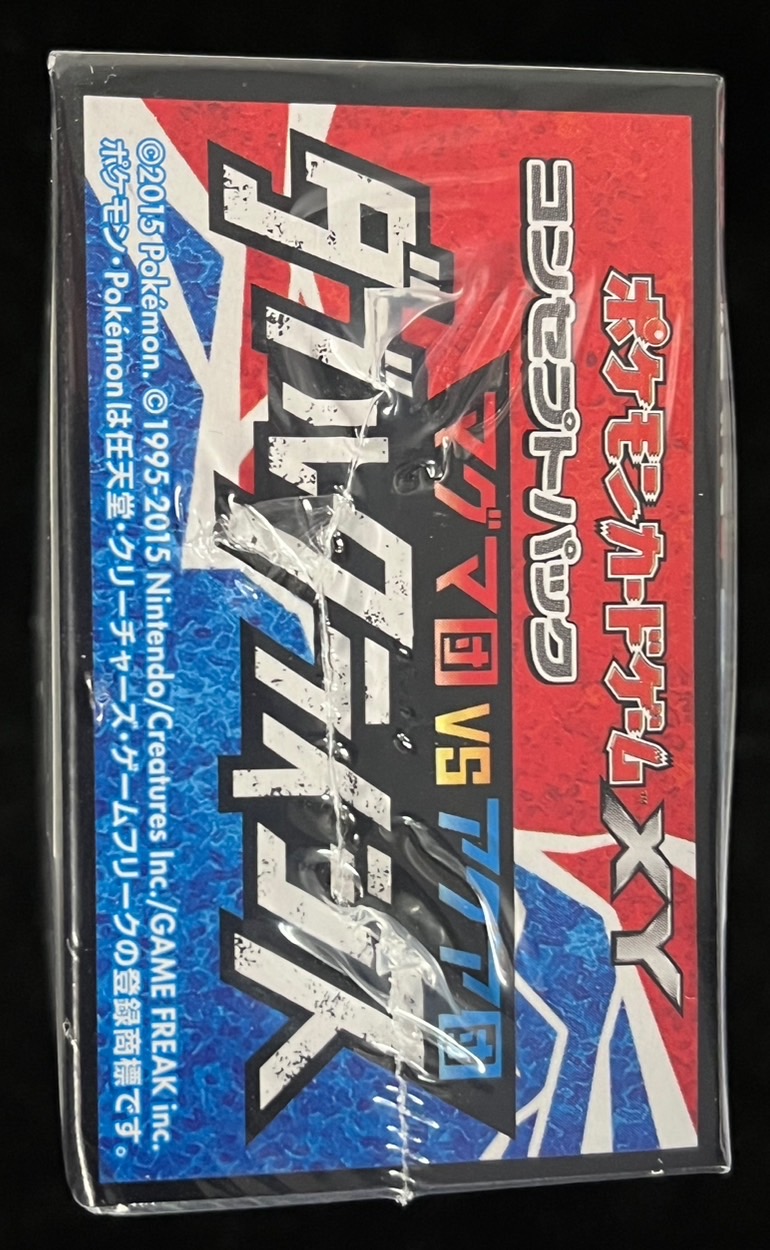 ポケモンカードゲームXY™
コンセプトパック
マグマ団VSアクア団
ダブルクライシス
©2015 Pokémon. ©1995-2015 Nintendo/Creatures Inc./GAME FREAK inc.
ポケモン・Pokémonは任天堂・クリーチャーズ・ゲームフリークの登録商標です。